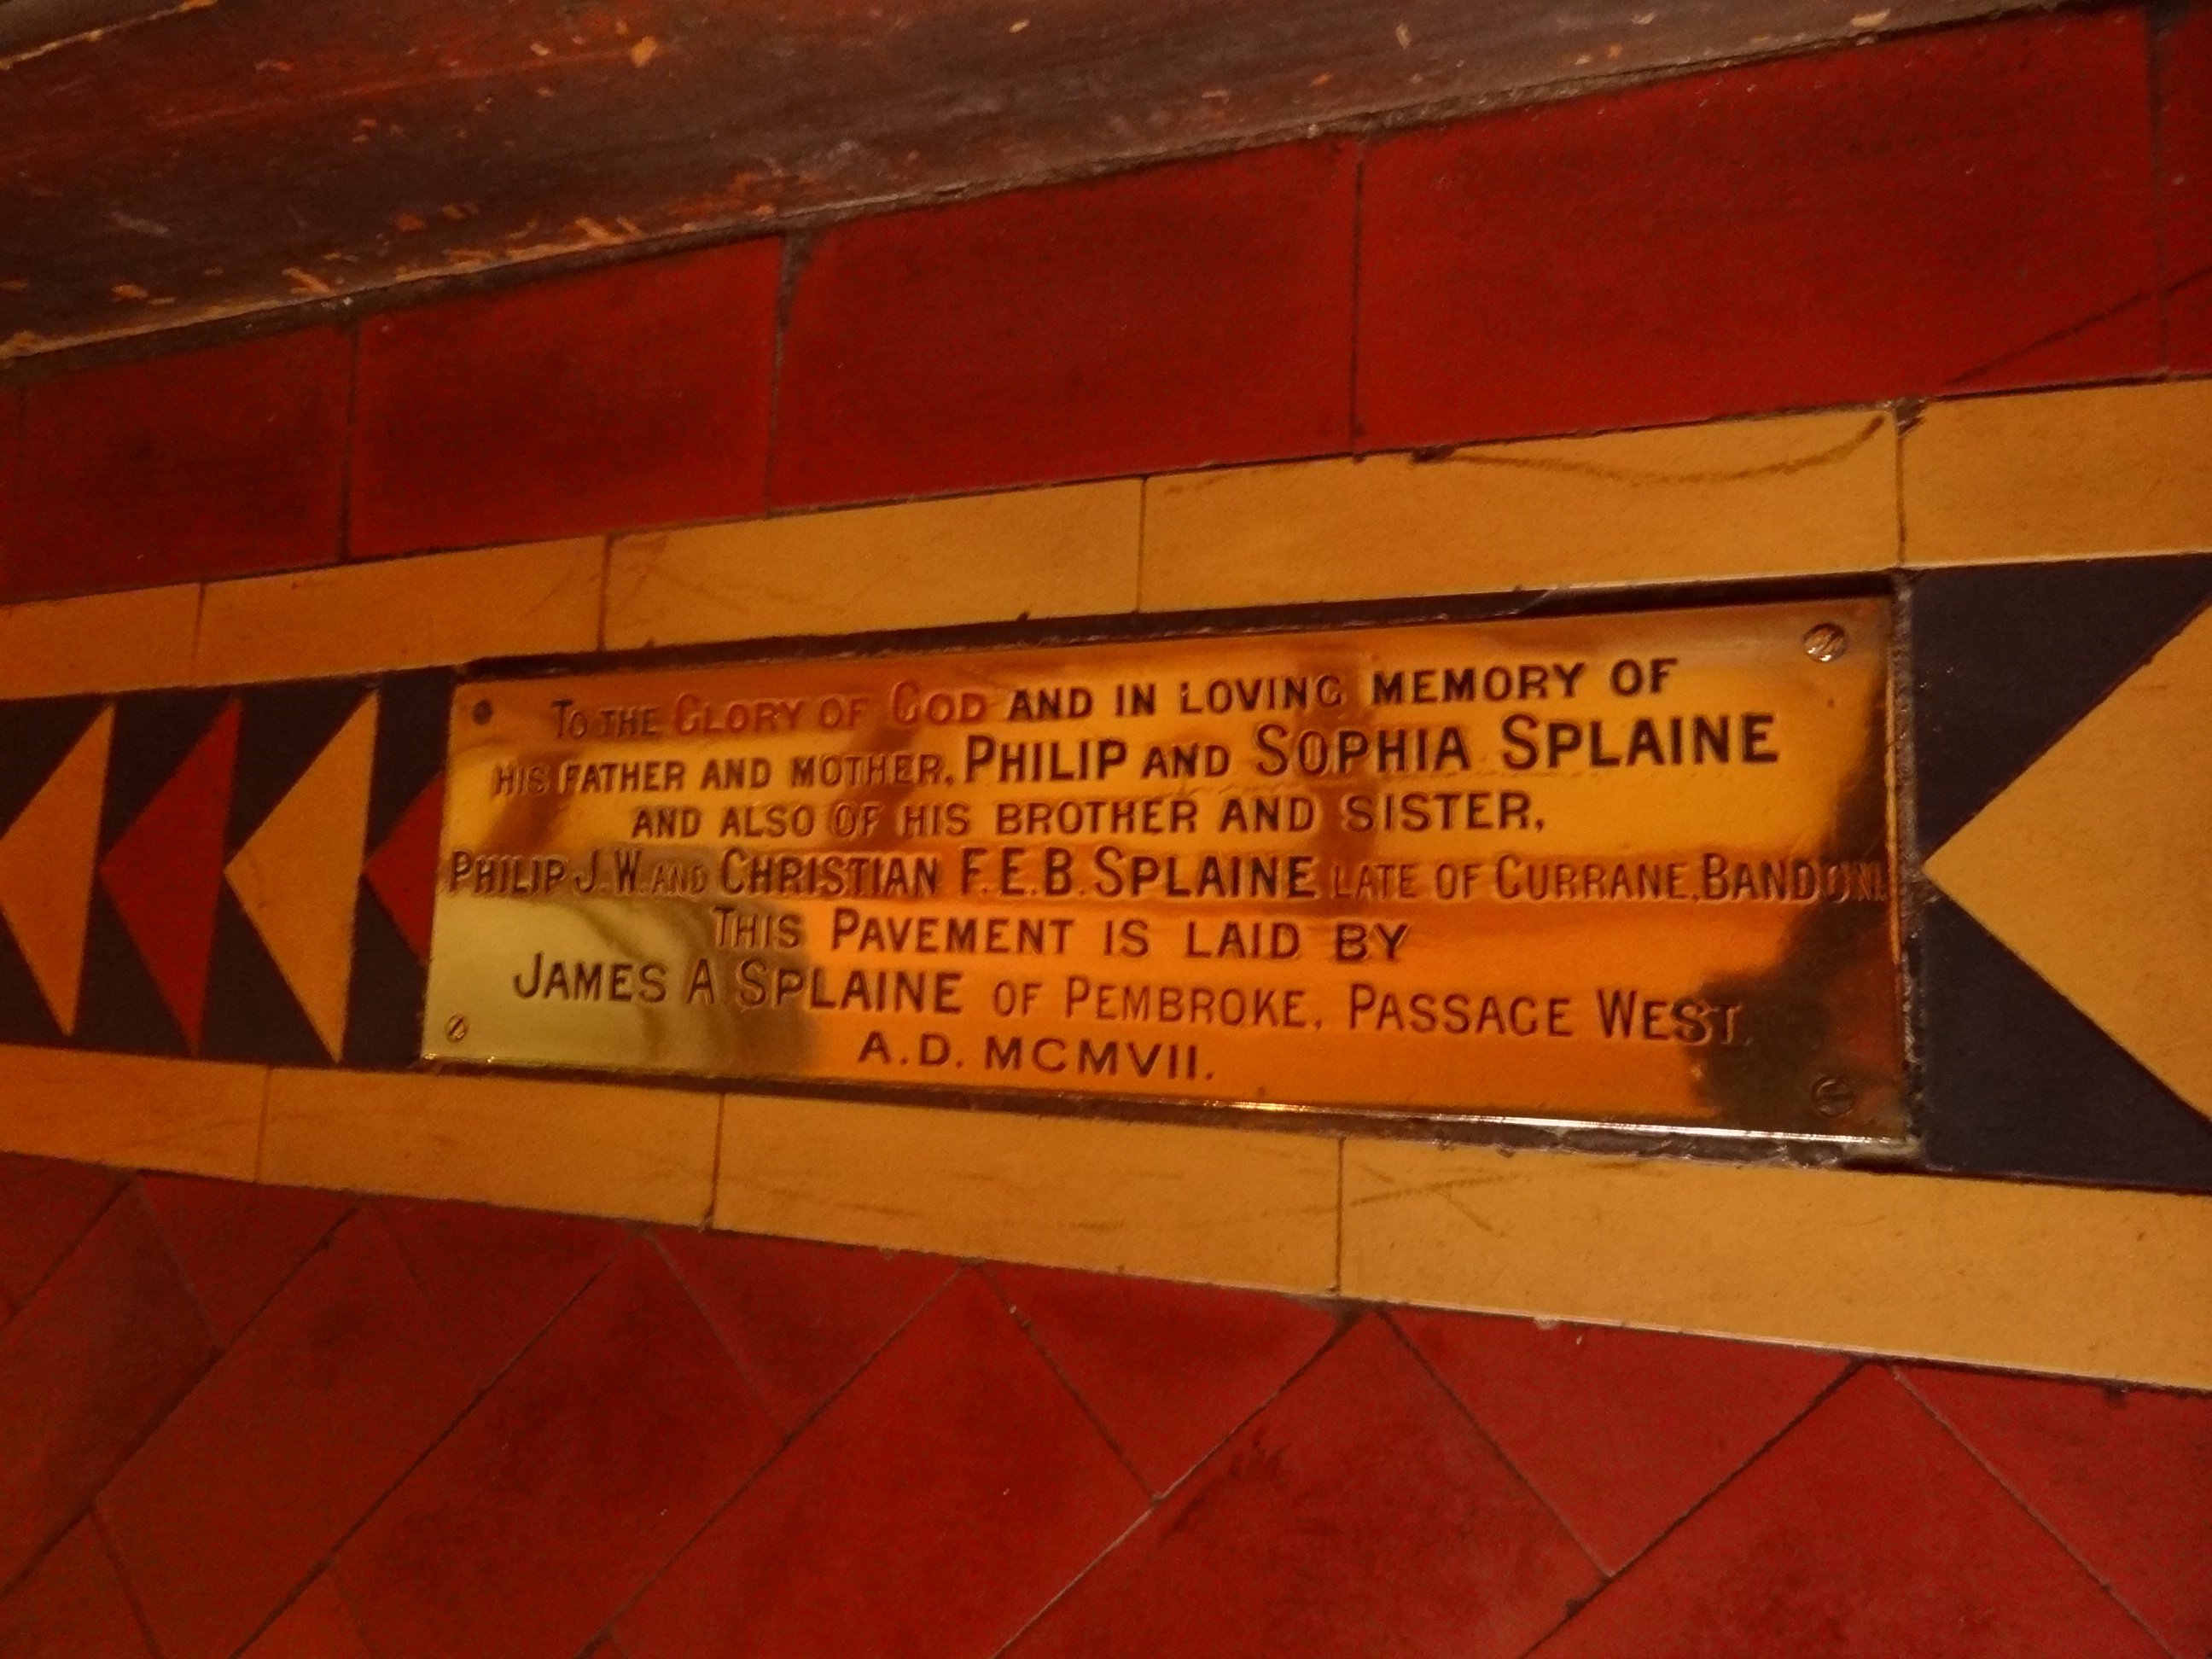 To the Glory of God and in loving memory of
his father and mother, Philip and Sophia Splaine
and also of his brother and sister,
Philip J.W. and Christian F.E.B. Splaine late of Currane, Bandon.
This Pavement is laid by
James A Splaine of Pembroke, Passage West.
A.D. MCMVII.